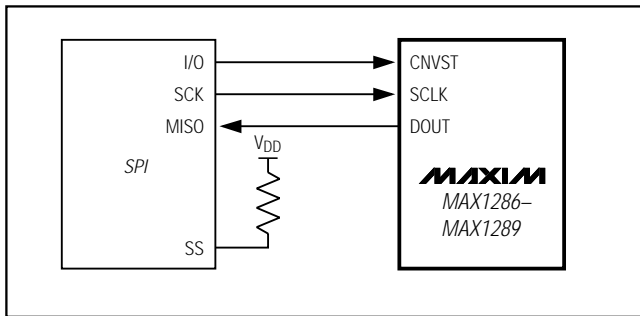 I/O
SCK
MISO
SPI
VDD
SS
CNVST
SCLK
DOUT
MAXIM
MAX1286–
MAX1289